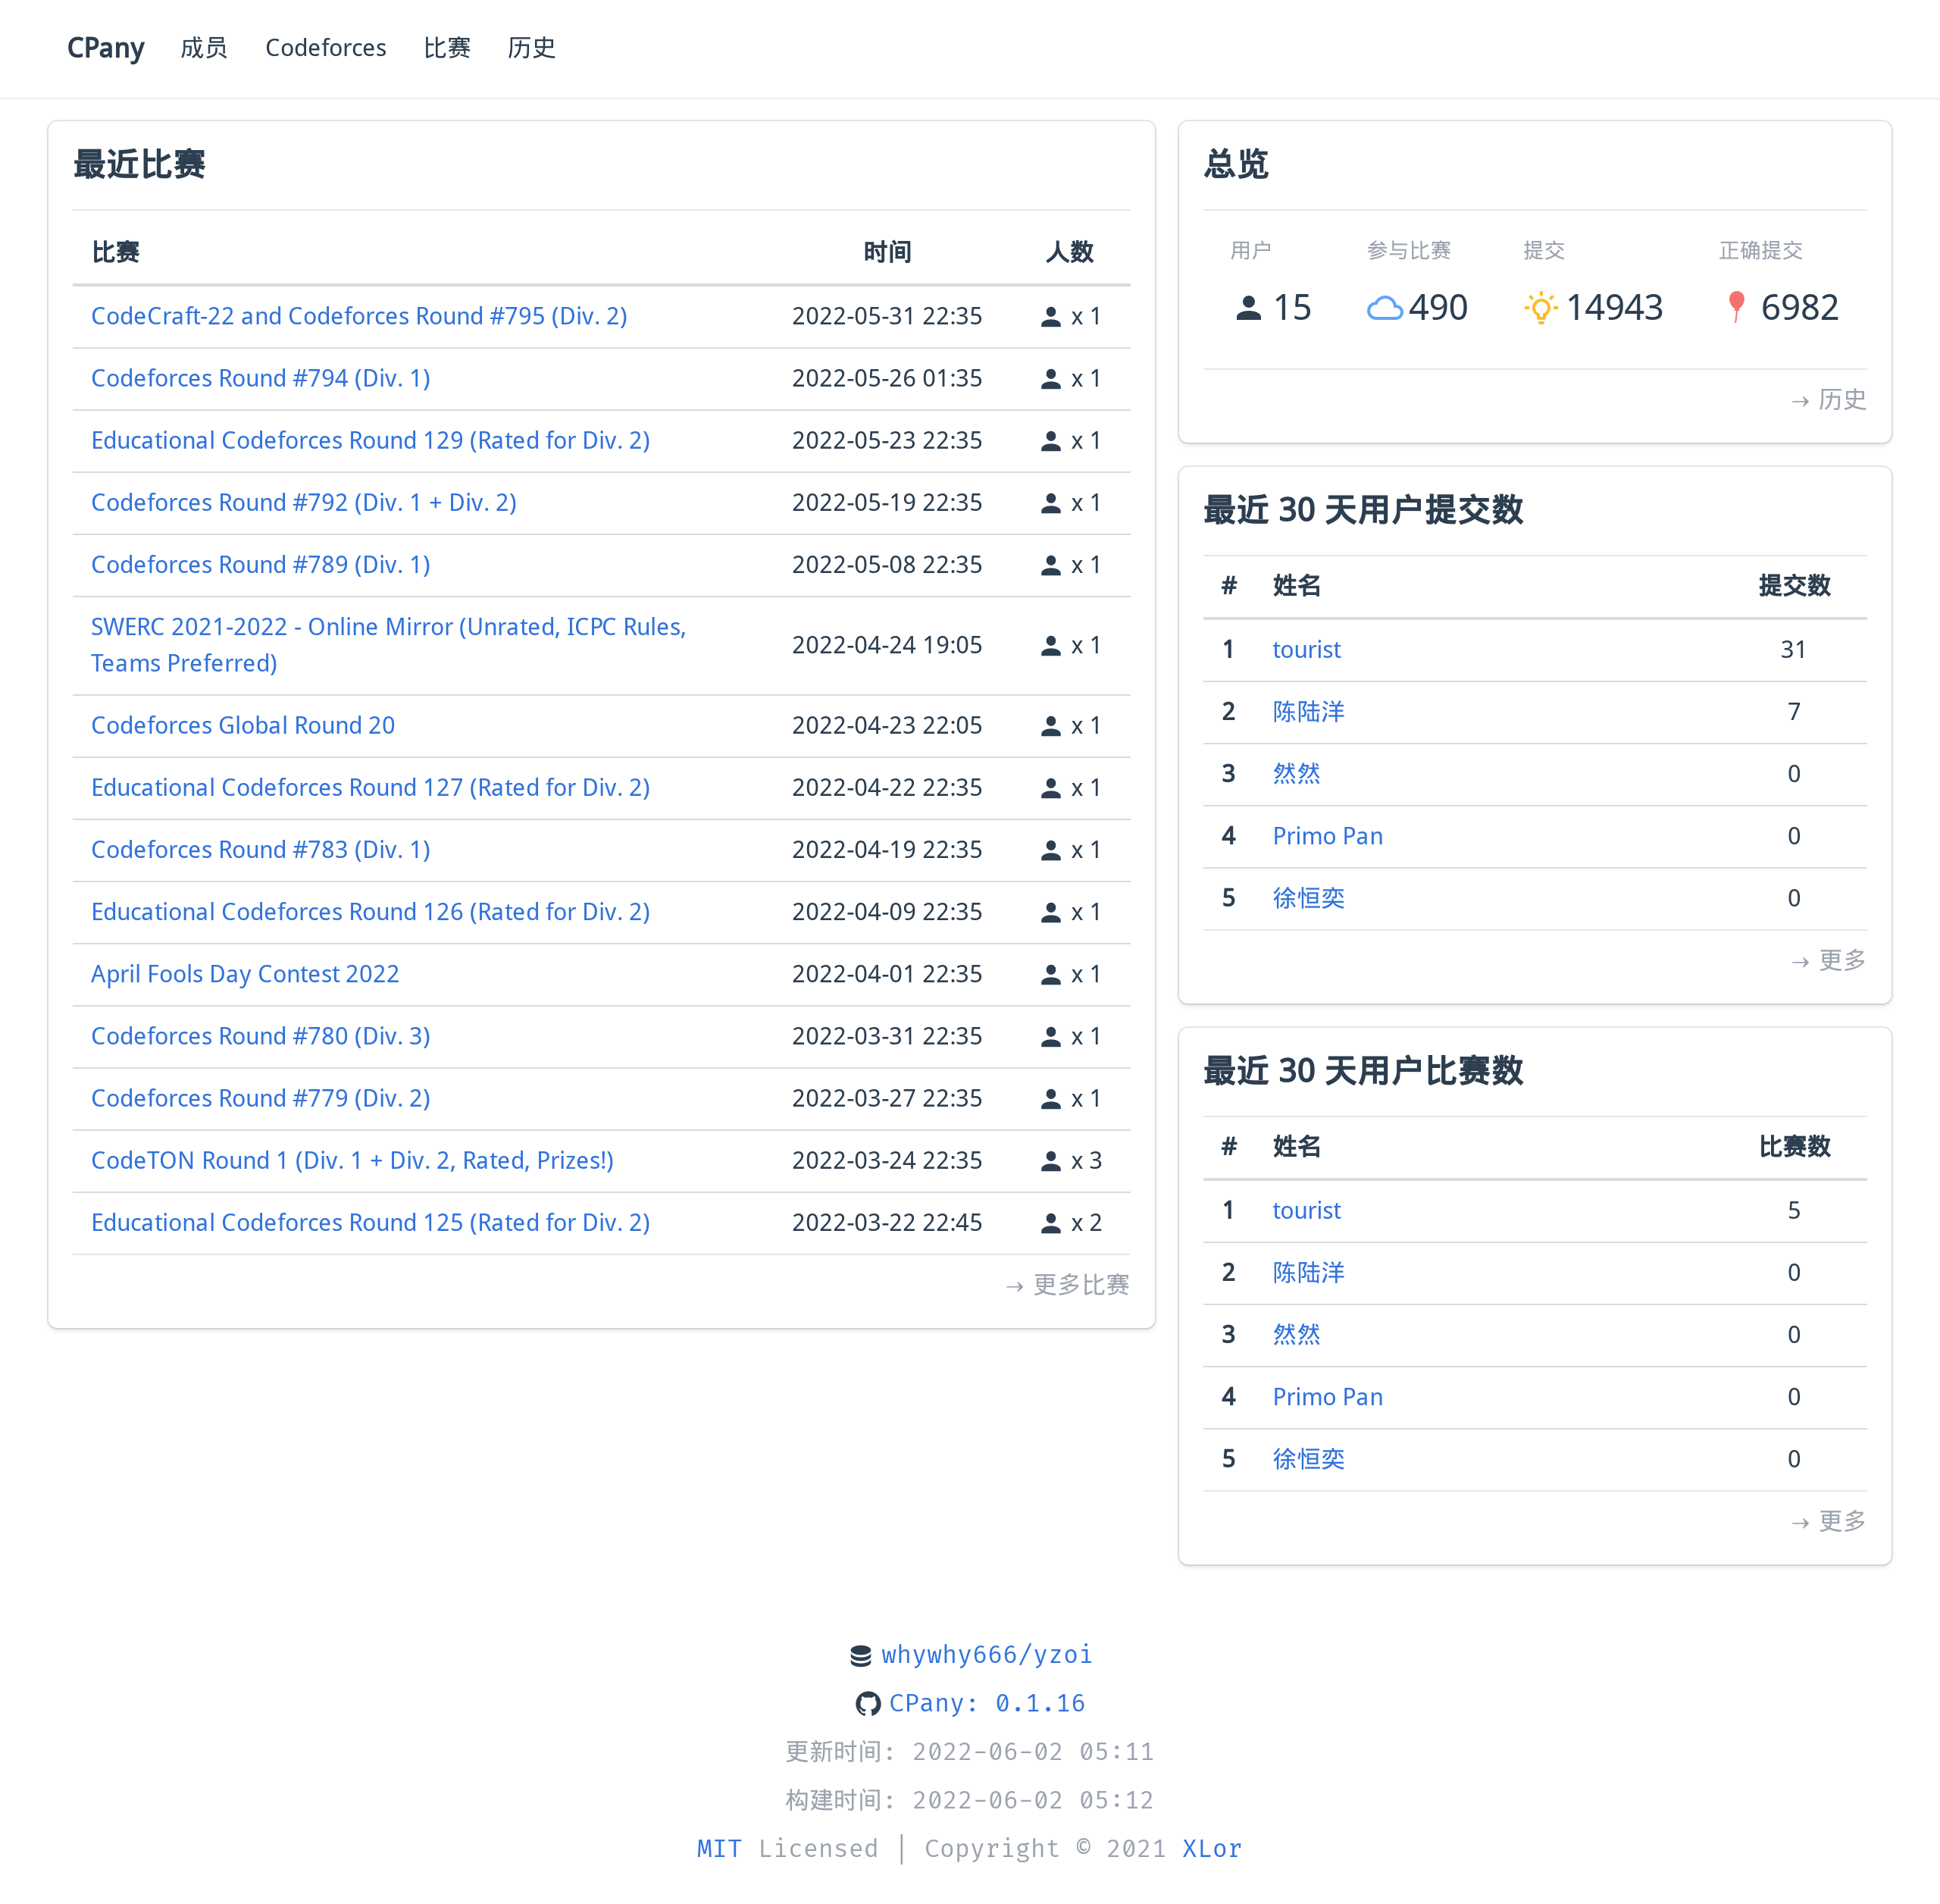 CPany 成员 Codeforces 比赛 历史
最近比赛
比赛 时间 人数
CodeCraft-22 and Codeforces Round #795 (Div. 2) 2022-05-31 22:35 x 1
Codeforces Round #794 (Div. 1) 2022-05-26 01:35 x 1
Educational Codeforces Round 129 (Rated for Div. 2) 2022-05-23 22:35 x 1
Codeforces Round #792 (Div. 1 + Div. 2) 2022-05-19 22:35 x 1
Codeforces Round #789 (Div. 1) 2022-05-08 22:35 x 1
SWERC 2021-2022 - Online Mirror (Unrated, ICPC Rules,
Teams Preferred) 2022-04-24 19:05 x 1
Codeforces Global Round 20 2022-04-23 22:05 x 1
Educational Codeforces Round 127 (Rated for Div. 2) 2022-04-22 22:35 x 1
Codeforces Round #783 (Div. 1) 2022-04-19 22:35 x 1
Educational Codeforces Round 126 (Rated for Div. 2) 2022-04-09 22:35 x 1
April Fools Day Contest 2022 2022-04-01 22:35 x 1
Codeforces Round #780 (Div. 3) 2022-03-31 22:35 x 1
Codeforces Round #779 (Div. 2) 2022-03-27 22:35 x 1
CodeTON Round 1 (Div. 1 + Div. 2, Rated, Prizes!) 2022-03-24 22:35 x 3
Educational Codeforces Round 125 (Rated for Div. 2) 2022-03-22 22:45 x 2
→ 更多比赛
总览
用户 参与比赛 提交 正确提交
15 490 14943 6982
→ 历史
最近 30 天用户提交数
# 姓名 提交数
1 tourist 31
2 陈陆洋 7
3 然然 0
4 Primo Pan 0
5 徐恒奕 0
→ 更多
最近 30 天用户比赛数
# 姓名 比赛数
1 tourist 5
2 陈陆洋 0
3 然然 0
4 Primo Pan 0
5 徐恒奕 0
→ 更多
whywhy666/yzoi
CPany: 0.1.16
更新时间: 2022-06-02 05:11
构建时间: 2022-06-02 05:12
MIT Licensed | Copyright © 2021 XLor